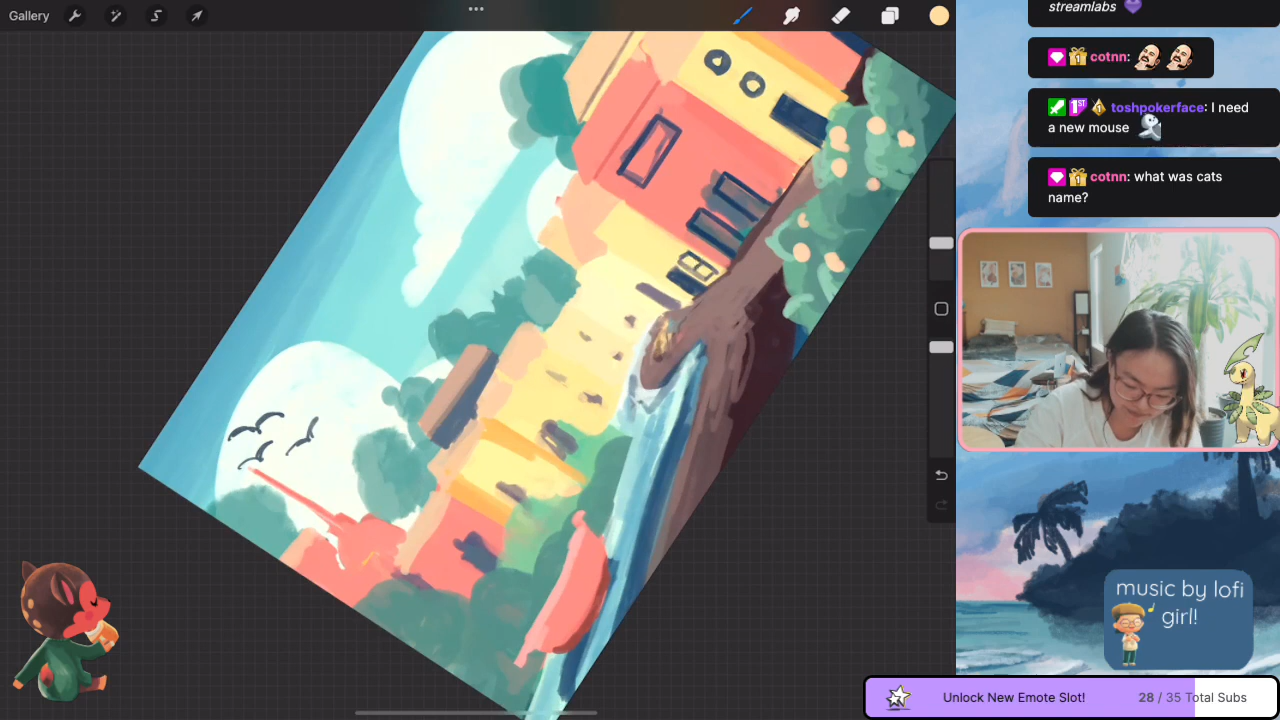 Gallery
streamlabs
cotnn:
toshpokerface: I need
a new mouse
cotnn: what was cats
name?
music by lofi
girl!
Unlock New Emote Slot! 28 / 35 Total Subs